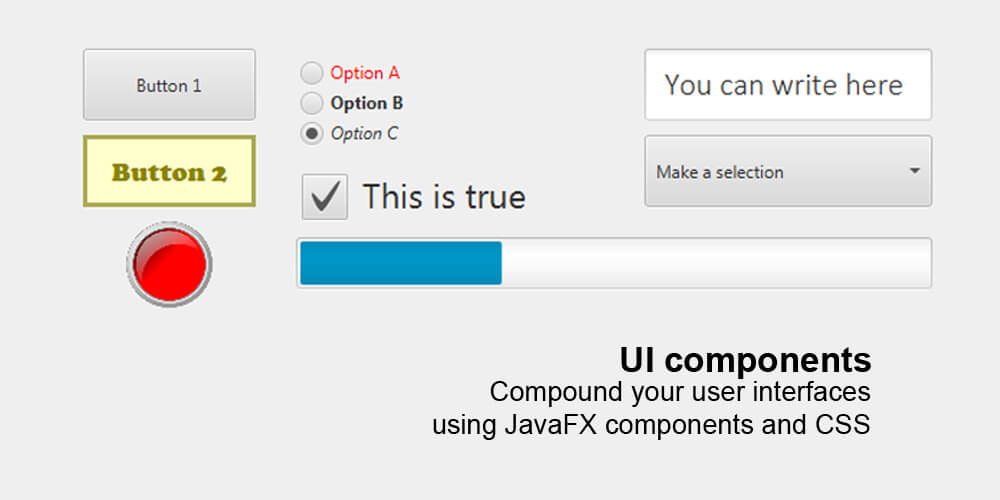 Button 1
Button 2
Option A
Option B
Option C
This is true
You can write here
Make a selection
UI components
Compound your user interfaces
using JavaFX components and CSS